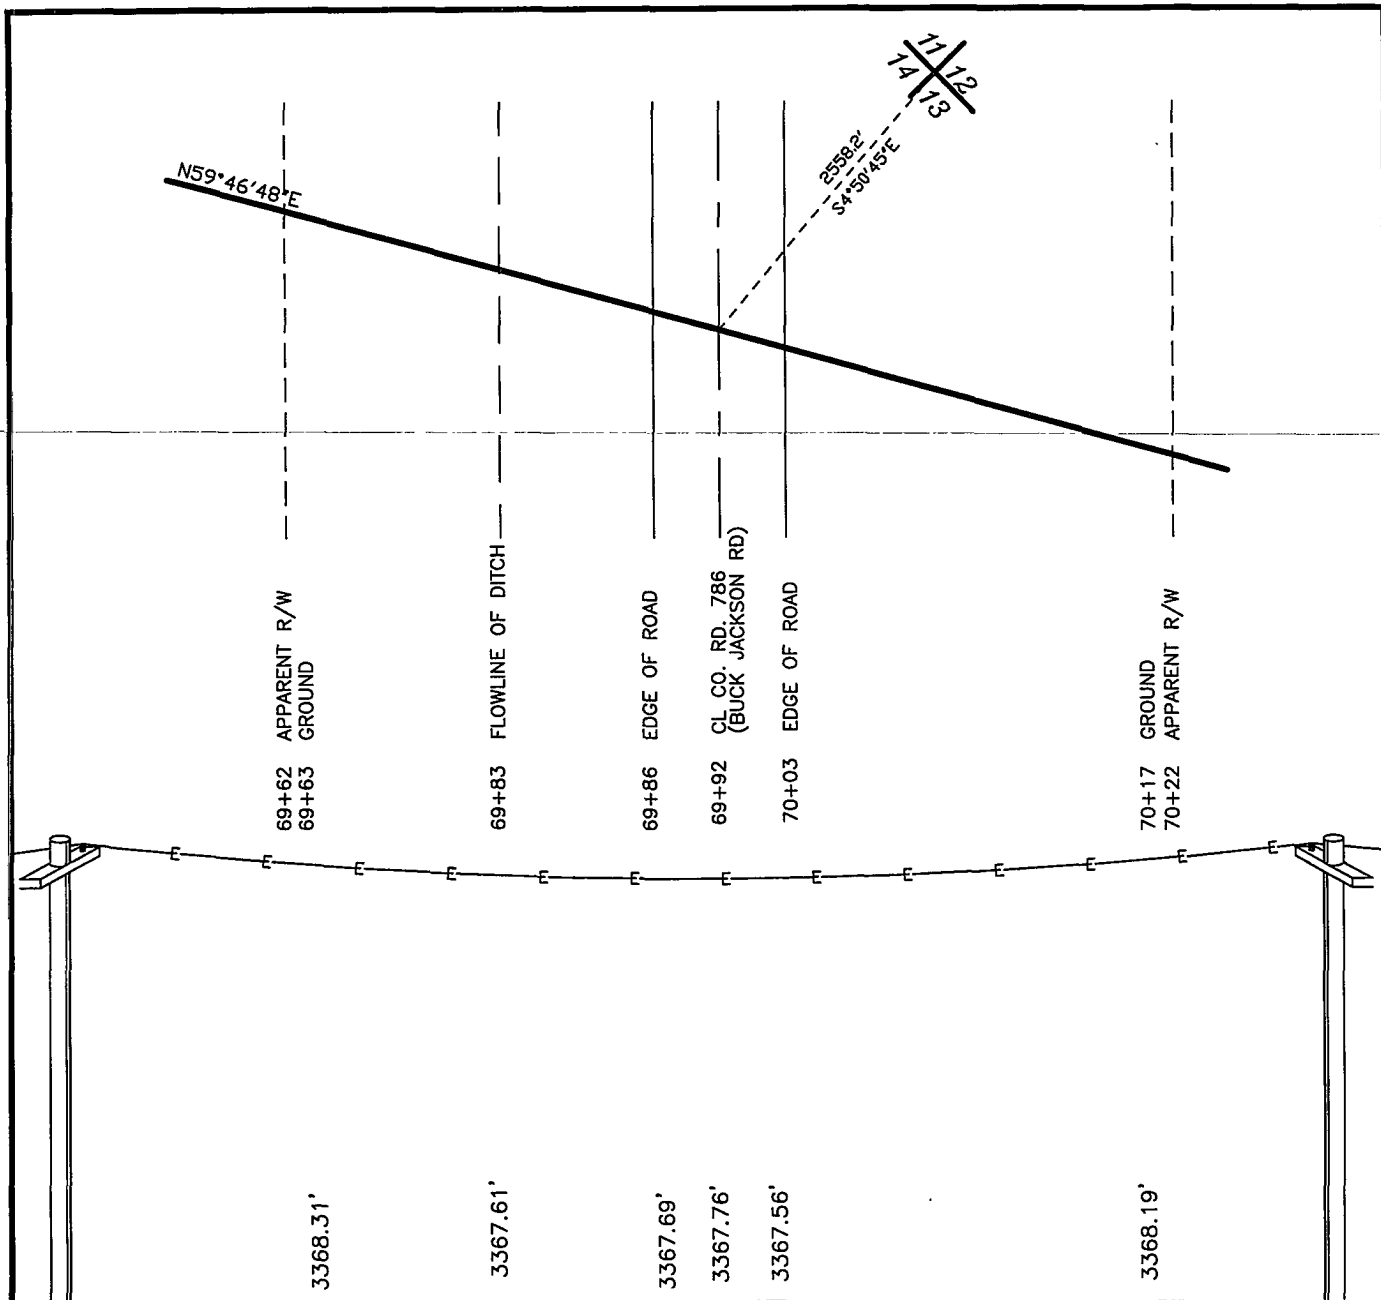 11
14
12
13
2558.2'
S4°50'45"E
N59°46'48"E
69+62 APPARENT R/W
69+63 GROUND
69+83 FLOWLINE OF DITCH
69+86 EDGE OF ROAD
69+92 CL CO. RD. 786
(BUCK JACKSON RD)
70+03 EDGE OF ROAD
70+17 GROUND
70+22 APPARENT R/W
E E E E E E E E E E E E E
3368.31'
3367.61'
3367.69'
3367.76'
3367.56'
3368.19'